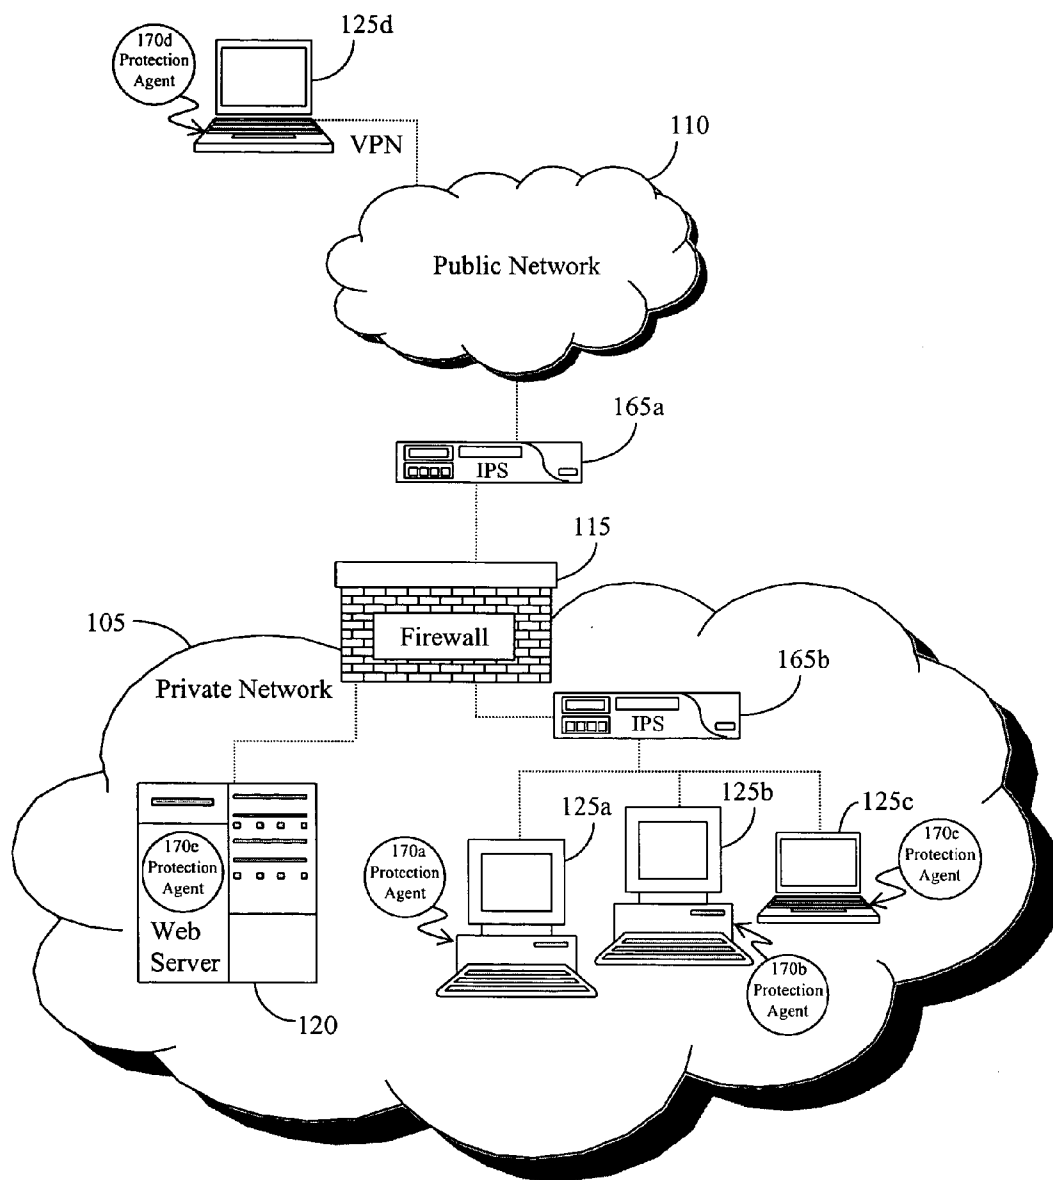 125d
170d
Protection
Agent
VPN
110
Public Network
165a
IPS
115
Firewall
105
Private Network
165b
IPS
125a
125b
125c
170e
Protection
Agent
Web
Server
120
170a
Protection
Agent
170c
Protection
Agent
170b
Protection
Agent